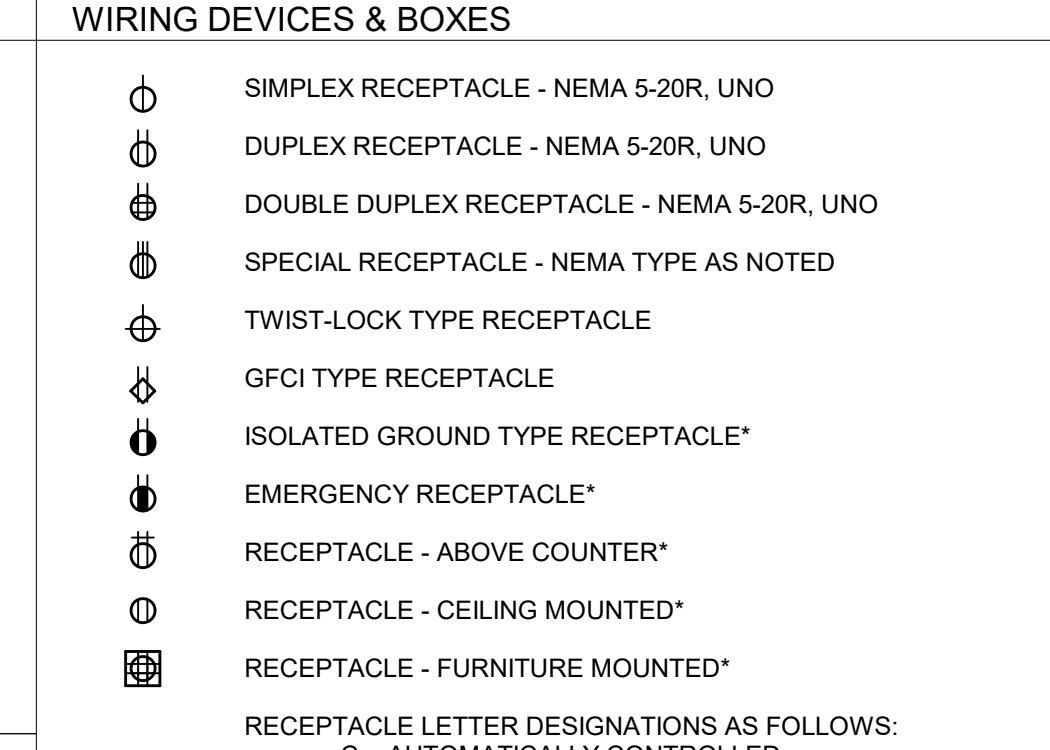 WIRING DEVICES & BOXES
SIMPLEX RECEPTACLE - NEMA 5-20R, UNO
DUPLEX RECEPTACLE - NEMA 5-20R, UNO
DOUBLE DUPLEX RECEPTACLE - NEMA 5-20R, UNO
SPECIAL RECEPTACLE - NEMA TYPE AS NOTED
TWIST-LOCK TYPE RECEPTACLE
GFCI TYPE RECEPTACLE
ISOLATED GROUND TYPE RECEPTACLE*
EMERGENCY RECEPTACLE*
RECEPTACLE - ABOVE COUNTER*
RECEPTACLE - CEILING MOUNTED*
RECEPTACLE - FURNITURE MOUNTED*
RECEPTACLE LETTER DESIGNATIONS AS FOLLOWS:
AUTOMATICALLY CONTROLLED